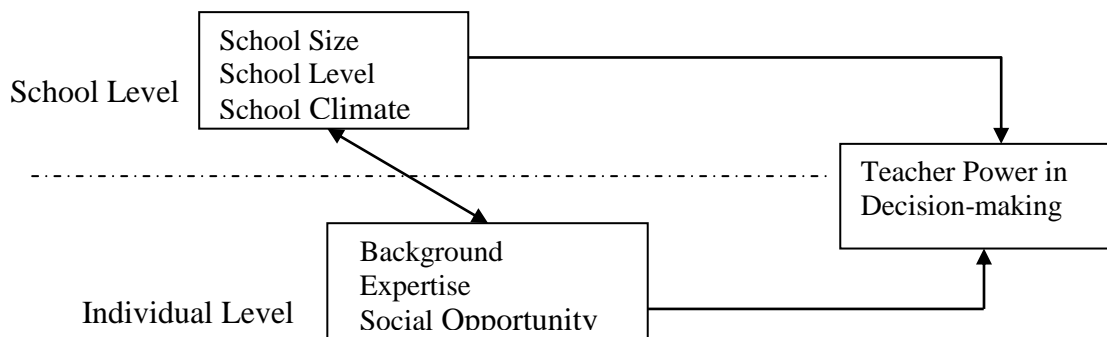 School Size
School Level
School Climate
School Level
Teacher Power in
Decision-making
Background
Expertise
Social Opportunity
Individual Level